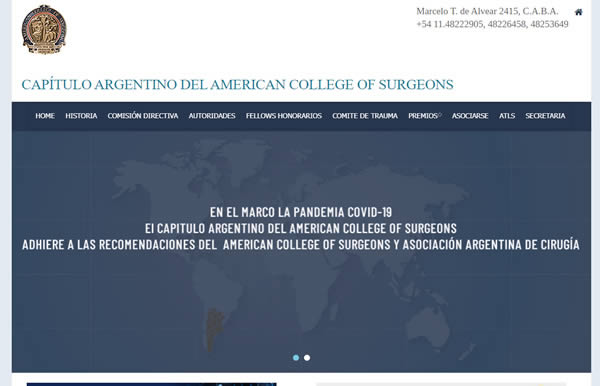 Marcelo T. de Alvear 2415, C.A.B.A.
+54 11.48222905, 48226458, 48253649
CAPÍTULO ARGENTINO DEL AMERICAN COLLEGE OF SURGEONS
HOME HISTORIA COMISIÓN DIRECTIVA AUTORIDADES FELLOWS HONORARIOS COMITE DE TRAUMA PREMIOS ASOCIARSE ATLS SECRETARIA
EN EL MARCO LA PANDEMIA COVID-19
El CAPITULO ARGENTINO DEL AMERICAN COLLEGE OF SURGEONS
ADHIERE A LAS RECOMENDACIONES DEL AMERICAN COLLEGE OF SURGEONS Y ASOCIACIÓN ARGENTINA DE CIRUGÍA